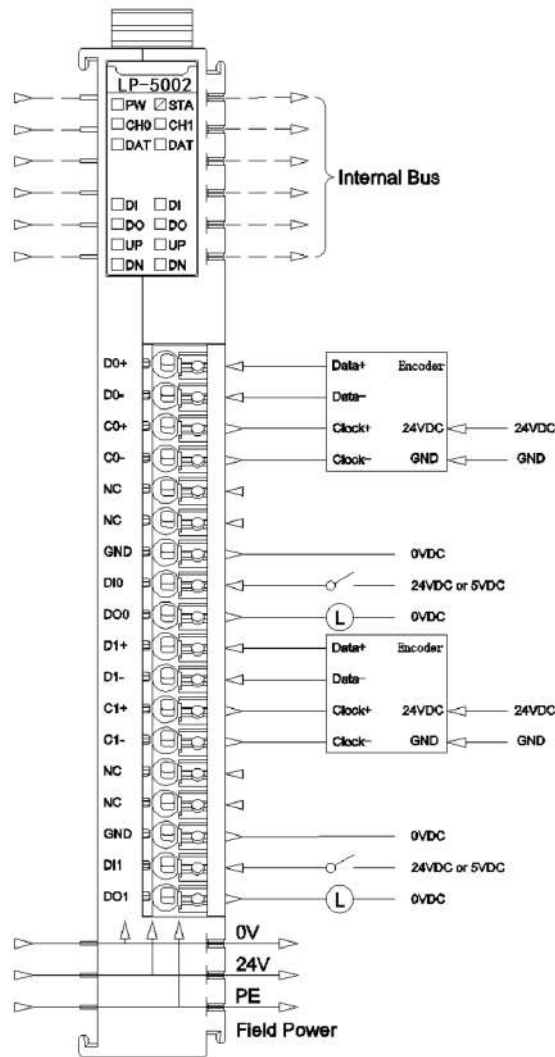 LP-5002
PW STA
CH0 CH1
DAT DAT
DI DI
DO DO
UP UP
DN DN
Internal Bus
D0+ Data+ Encoder
D0- Data-
C0+ Clock+ 24VDC 24VDC
C0- Clock- GND GND
NC
NC
GND 0VDC
DI0 24VDC or 5VDC
DO0 L 0VDC
D1+ Data+ Encoder
D1- Data-
C1+ Clock+ 24VDC 24VDC
C1- Clock- GND GND
NC
NC
GND 0VDC
DI1 24VDC or 5VDC
DO1 L 0VDC
0V
24V
PE
Field Power